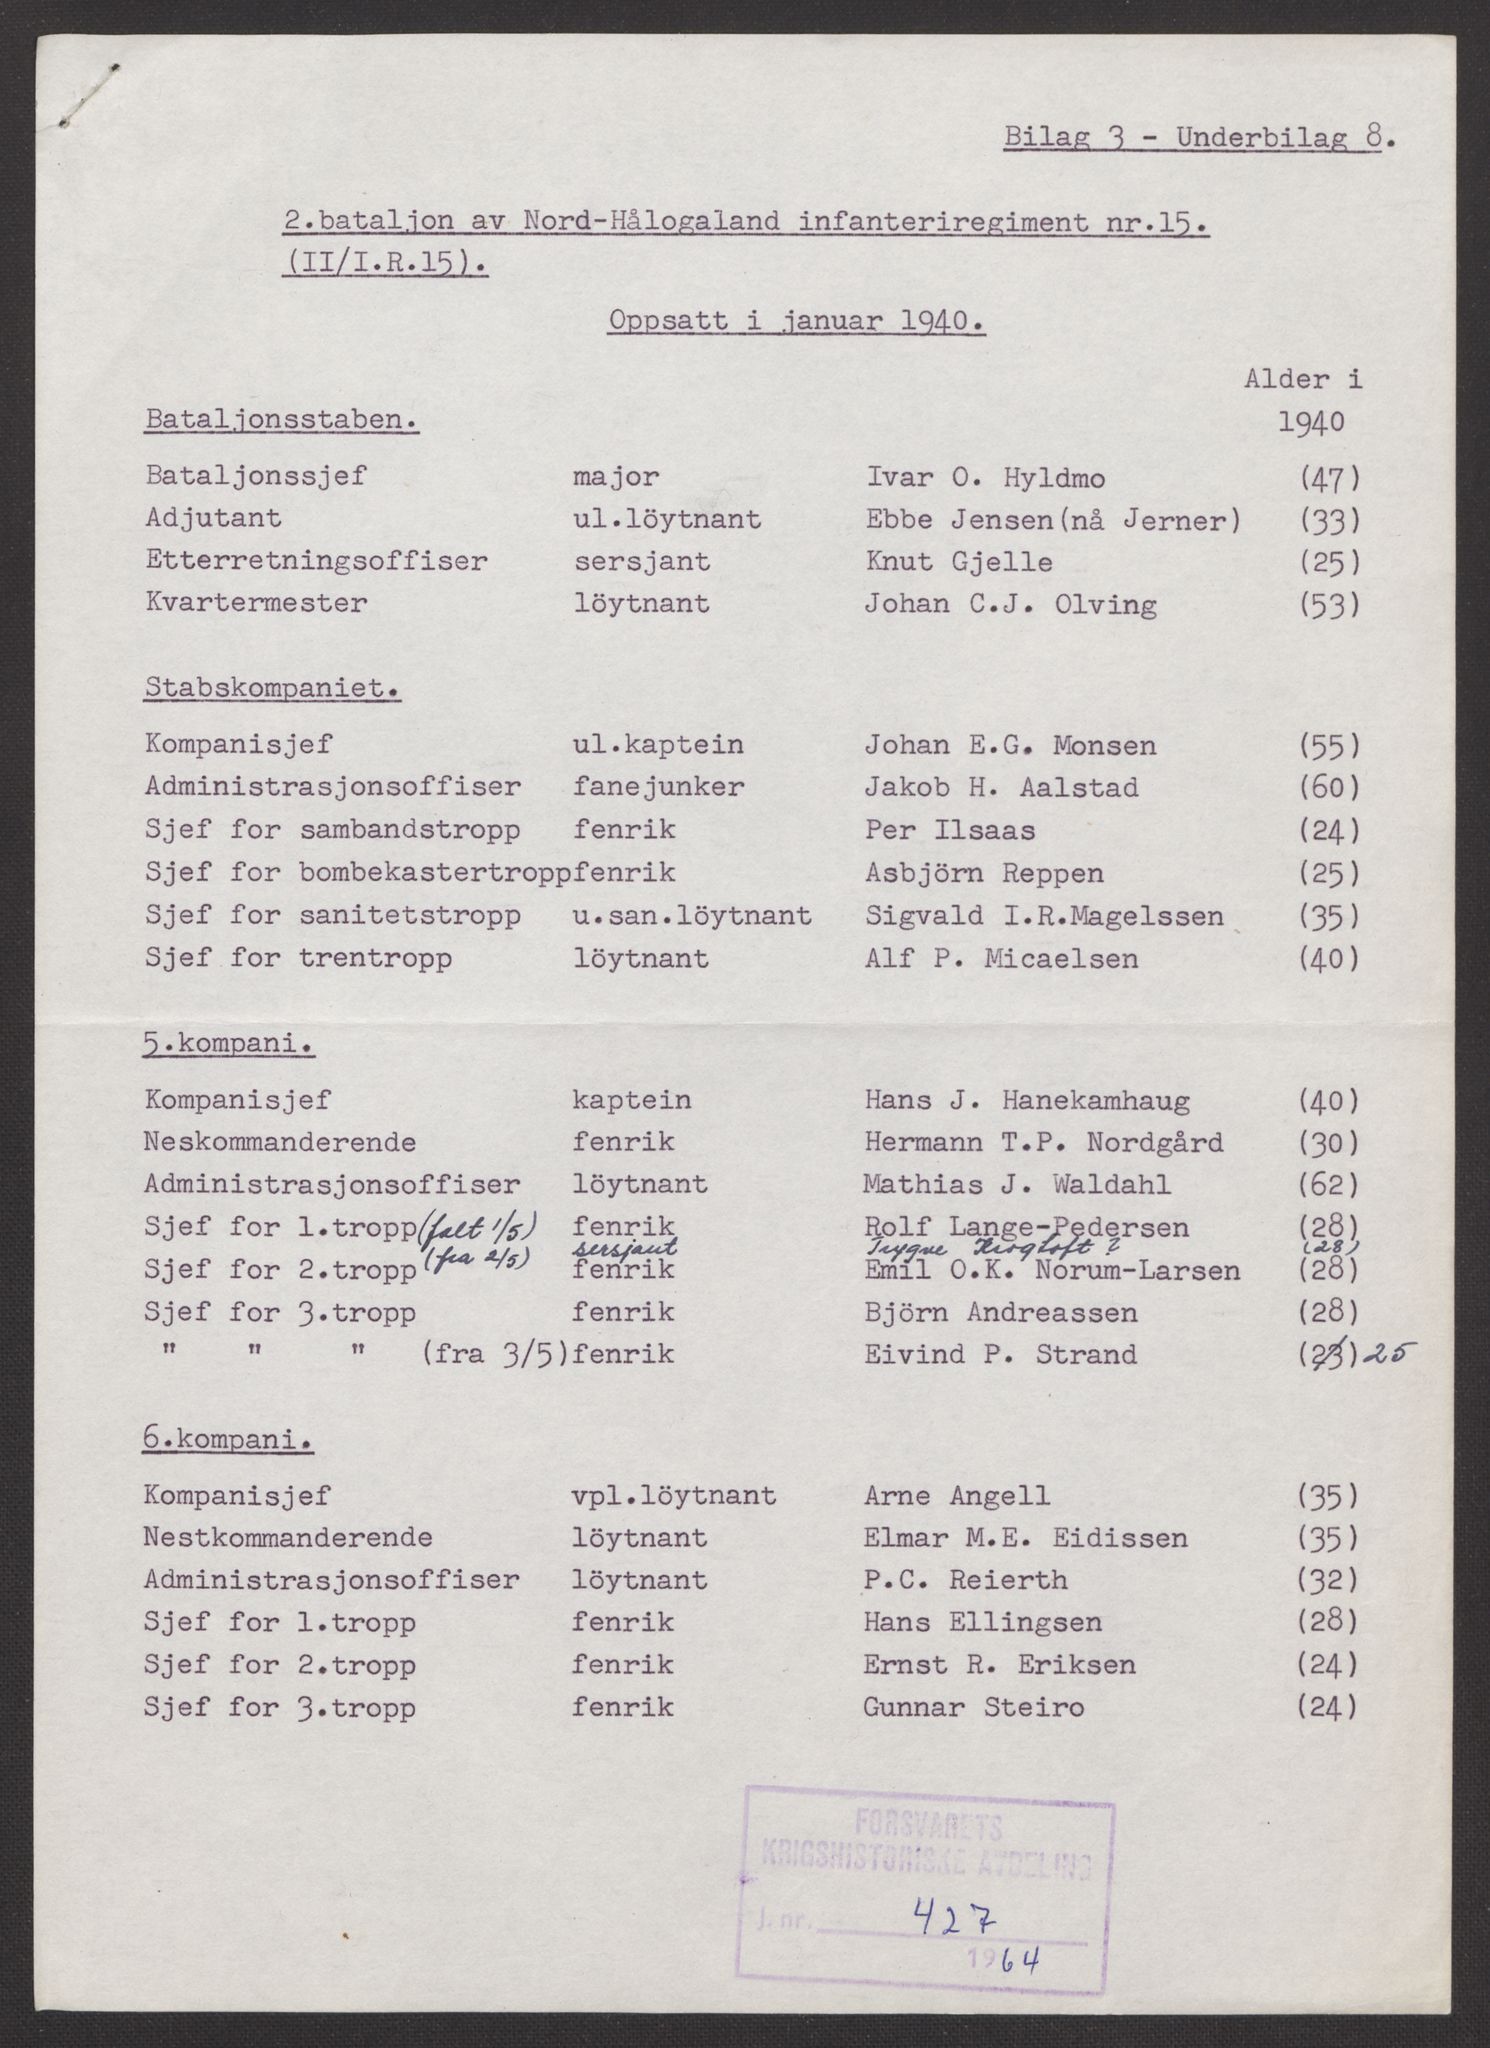 Bilag 3 - Underbilag 8.
2.bataljon av Nord-Hålogaland infanteriregiment nr.15.
(II/I.R.15).
Oppsatt i januar 1940.
Alder i
Bataljonsstaben. 1940
Bataljonssjef major Ivar O. Hyldmo (47)
Adjutant ul.löytnant Ebbe Jensen(nå Jerner) (33)
Etterretningsoffiser sersjant Knut Gjelle (25)
Kvartermester löytnant Johan C.J. Olving (53)
Stabskompaniet.
Kompanisjef ul.kaptein Johan E.G. Monsen (55)
Administrasjonsoffiser fanejunker Jakob H. Aalstad (60)
Sjef for sambandstropp fenrik Per Ilsaas (24)
Sjef for bombekastertroppfenrik Asbjörn Reppen (25)
Sjef for sanitetstropp u.san.löytnant Sigvald I.R.Magelssen (35)
Sjef for trentropp löytnant Alf P. Micaelsen (40)
5.kompani.
Kompanisjef kaptein Hans J. Hanekamhaug (40)
Neskommanderende fenrik Hermann T.P. Nordgård (30)
Administrasjonsoffiser löytnant Mathias J. Waldahl (62)
Sjef for 1.tropp (falt 1/5) fenrik Rolf Lange-Pedersen (28)
(fra 2/5) sersjant Trygve ? (28)
Sjef for 2.tropp fenrik Emil O.K. Norum-Larsen (28)
Sjef for 3.tropp fenrik Björn Andreassen (28)
" " " (fra 3/5)fenrik Eivind P. Strand (23) 25
6.kompani.
Kompanisjef vpl.löytnant Arne Angell (35)
Nestkommanderende löytnant Elmar M.E. Eidissen (35)
Administrasjonsoffiser löytnant P.C. Reierth (32)
Sjef for 1.tropp fenrik Hans Ellingsen (28)
Sjef for 2.tropp fenrik Ernst R. Eriksen (24)
Sjef for 3.tropp fenrik Gunnar Steiro (24)
FORSVARETS
KRIGSHISTORISKE AVDELING
J. nr. 427
1964